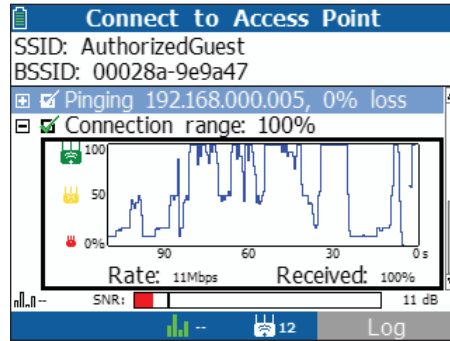 Connect to Access Point
SSID: AuthorizedGuest
BSSID: 00028a-9e9a47
Pinging 192.168.000.005, 0% loss
Connection range: 100%
100
50
0%
90 60 30 0 s
Rate: 11Mbps Received: 100%
-- SNR: 11 dB
-- 12 Log